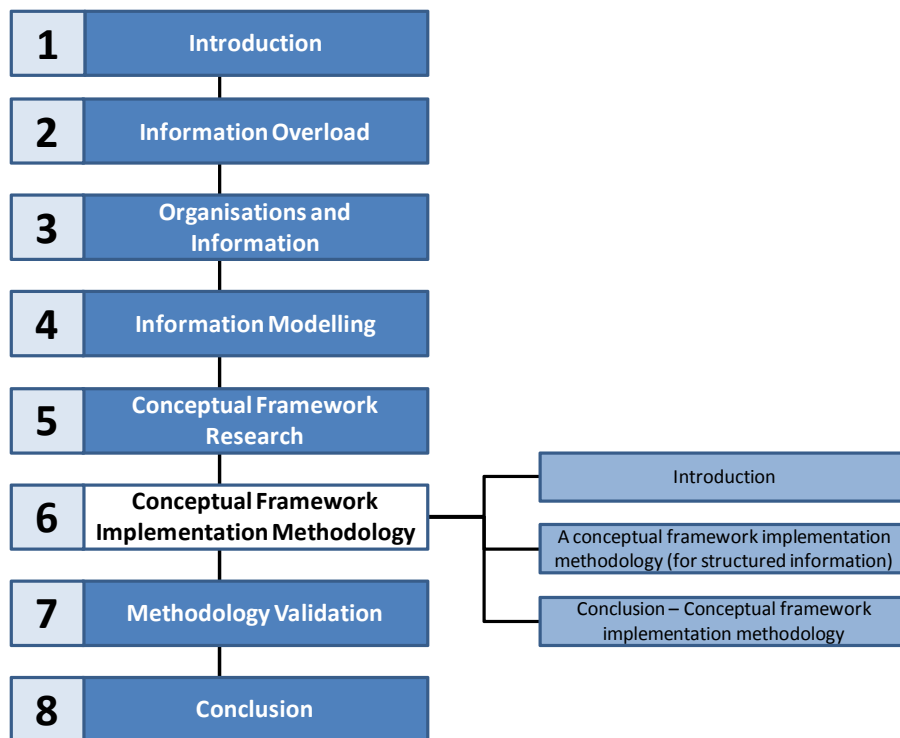 1
Introduction
2
Information Overload
3
Organisations and
Information
4
Information Modelling
5
Conceptual Framework
Research
6
Conceptual Framework
Implementation Methodology
Introduction
A conceptual framework implementation
methodology (for structured information)
Conclusion – Conceptual framework
implementation methodology
7
Methodology Validation
8
Conclusion